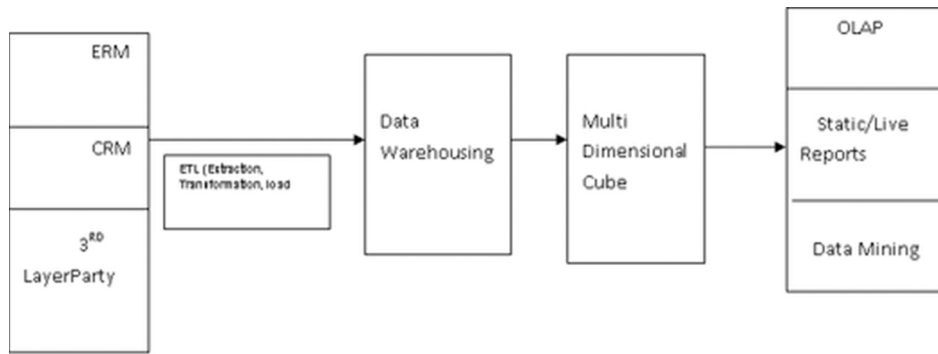 ERM
CRM
3RD
LayerParty
ETL (Extraction,
Transformation, load
Data
Warehousing
Multi
Dimensional
Cube
OLAP
Static/Live
Reports
Data Mining